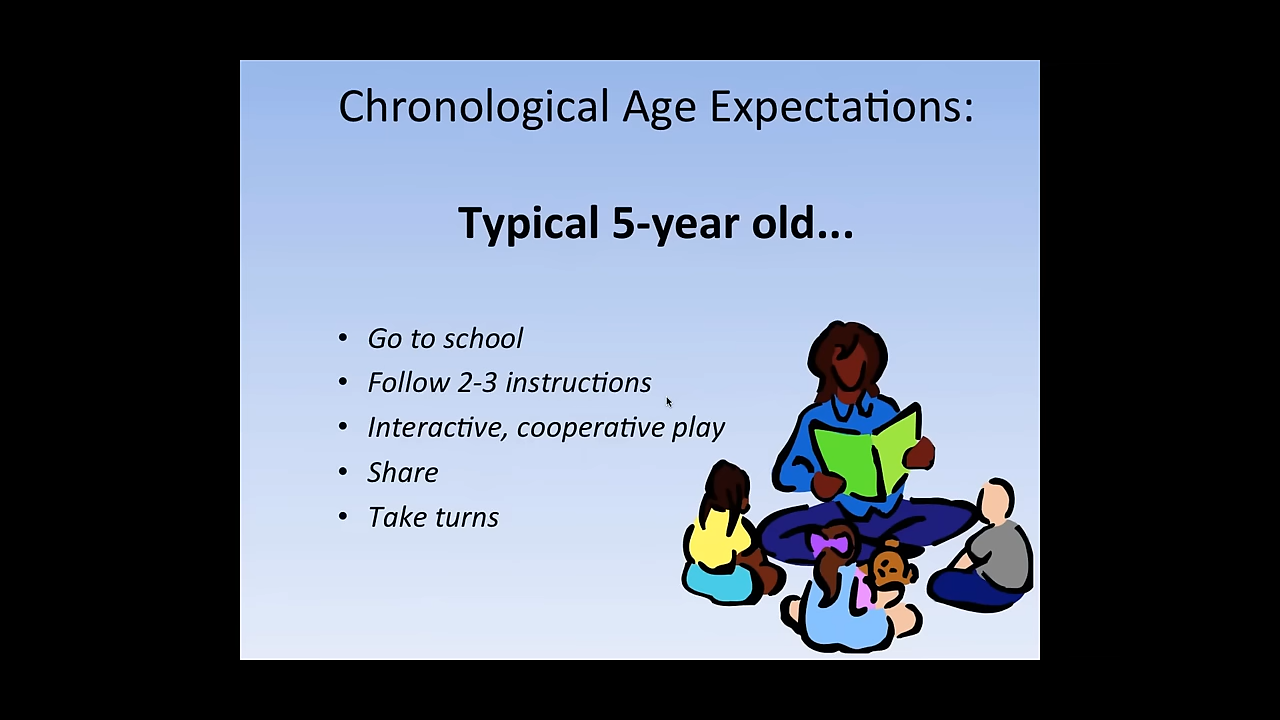 Chronological Age Expectations:
Typical 5-year old...
• Go to school
• Follow 2-3 instructions
• Interactive, cooperative play
• Share
• Take turns